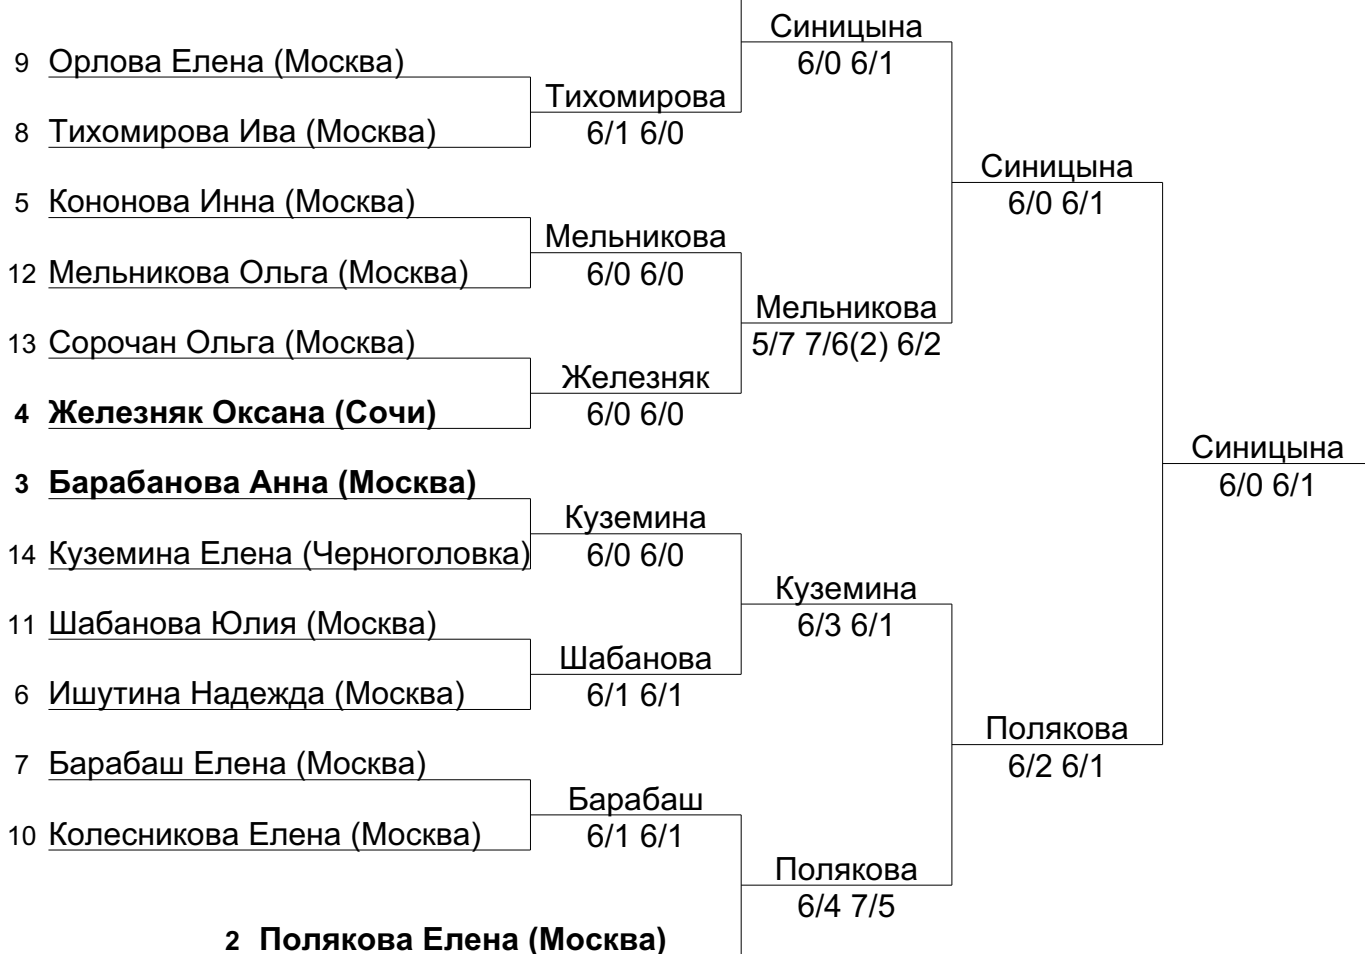 Синицына
6/0 6/1
9 Орлова Елена (Москва)
Тихомирова
6/1 6/0
8 Тихомирова Ива (Москва)
Синицына
6/0 6/1
5 Кононова Инна (Москва)
Мельникова
6/0 6/0
12 Мельникова Ольга (Москва)
Мельникова
5/7 7/6(2) 6/2
13 Сорочан Ольга (Москва)
Железняк
6/0 6/0
4 Железняк Оксана (Сочи)
Синицына
6/0 6/1
3 Барабанова Анна (Москва)
Куземина
6/0 6/0
14 Куземина Елена (Черноголовка)
Куземина
6/3 6/1
11 Шабанова Юлия (Москва)
Шабанова
6/1 6/1
6 Ишутина Надежда (Москва)
Полякова
6/2 6/1
7 Барабаш Елена (Москва)
Барабаш
6/1 6/1
10 Колесникова Елена (Москва)
Полякова
6/4 7/5
2 Полякова Елена (Москва)